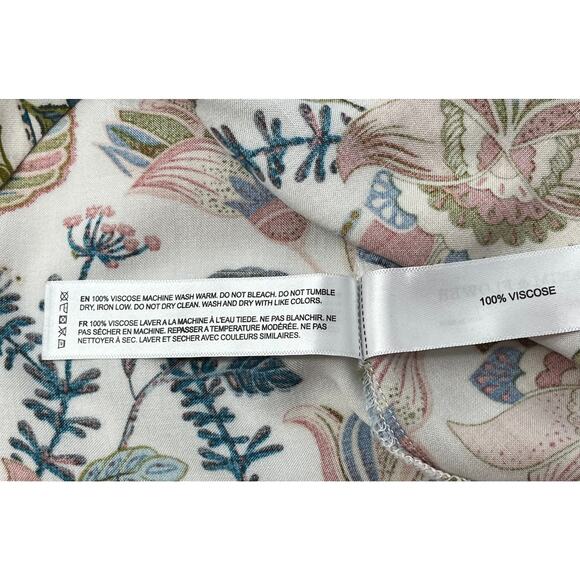 EN 100% VISCOSE MACHINE WASH WARM. DO NOT BLEACH. DO NOT TUMBLE
DRY, IRON LOW. DO NOT DRY CLEAN. WASH AND DRY WITH LIKE COLORS.
FR 100% VISCOSE LAVER A LA MACHINE À L'EAU TIEDE. NE PAS BLANCHIR. NE
PAS SÉCHER EN MACHINE. REPASSER A TEMPERATURE MODÉRÉE. NE PAS
NETTOYER À SEC. LAVER ET SECHER AVEC COULEURS SIMILAIRES.
100% VISCOSE